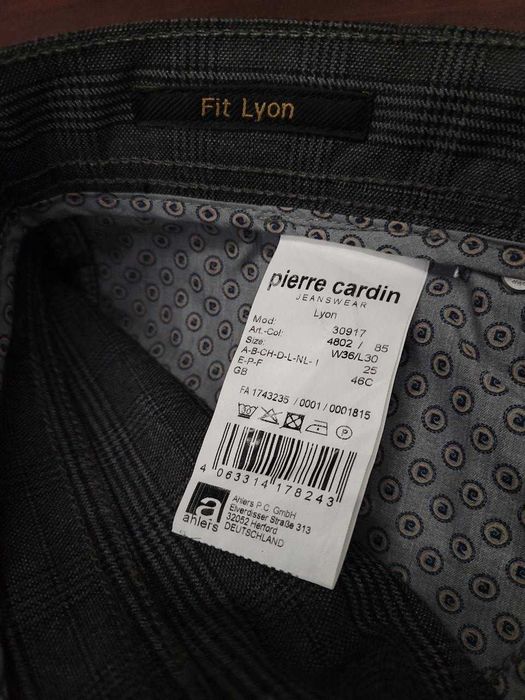 Fit Lyon
pierre cardin
JEANSWEAR
Lyon
Mod: 30917
Art.-Col: 4802 / 85
Size: W36/L30
A-B-CH-D-L-NL- I 25
E-P-F 46C
GB
FA 1743235 / 0001 / 0001815
P
4 063314 178243
a
ahlers
Ahlers P.C. GmbH
Elverdisser Straße 313
32052 Herford
DEUTSCHLAND